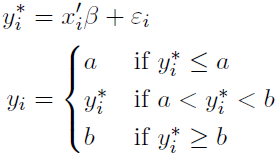 y_i^* = x_i'β + ε_i
y_i = { a if y_i^* ≤ a
y_i^* if a < y_i^* < b
b if y_i^* ≥ b